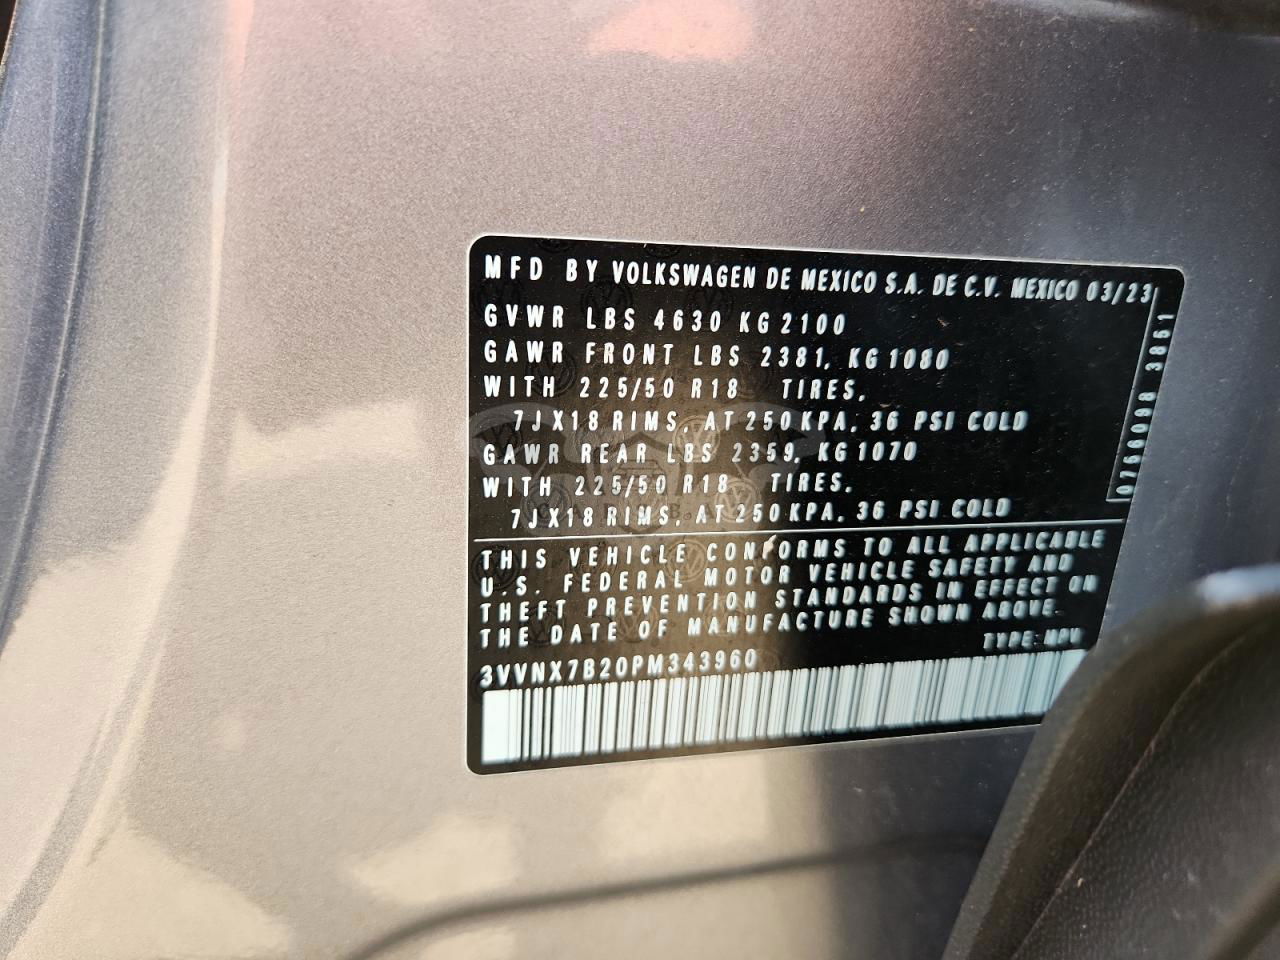 MFD BY VOLKSWAGEN DE MEXICO S.A. DE C.V. MEXICO 03/23
GVWR LBS 4630 KG 2100
GAWR FRONT LBS 2381, KG 1080
WITH 225/50 R18 TIRES,
7JX18 RIMS, AT 250 KPA, 36 PSI COLD
GAWR REAR LBS 2359, KG 1070
WITH 225/50 R18 TIRES,
7JX18 RIMS, AT 250 KPA, 36 PSI COLD
THIS VEHICLE CONFORMS TO ALL APPLICABLE
U.S. FEDERAL MOTOR VEHICLE SAFETY AND
THEFT PREVENTION STANDARDS IN EFFECT ON
THE DATE OF MANUFACTURE SHOWN ABOVE.
TYPE: MPV
3VVNX7B20PM343960